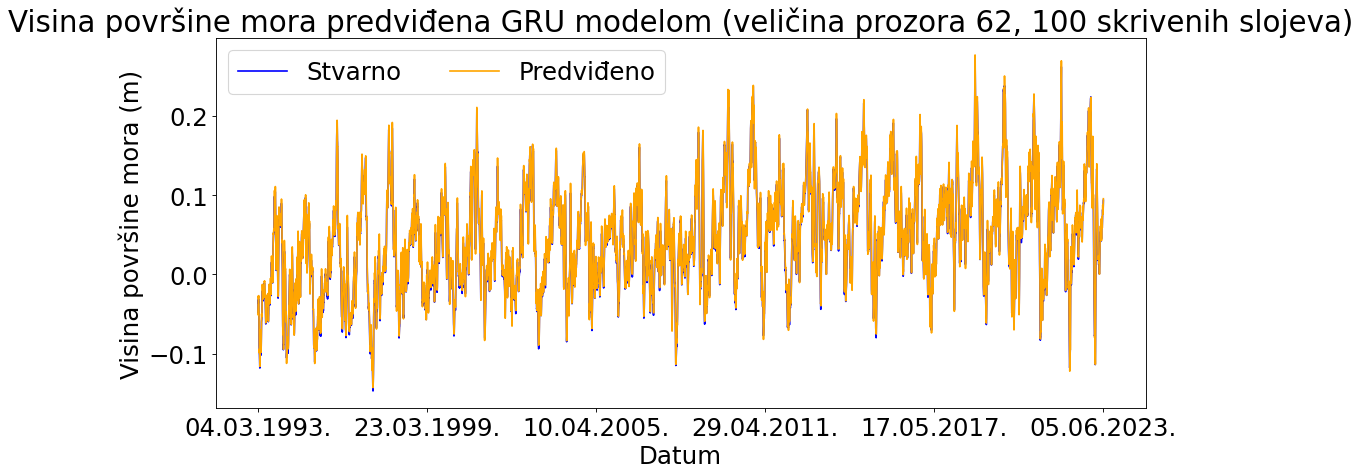 Visina površine mora predviđena GRU modelom (veličina prozora 62, 100 skrivenih slojeva)
Stvarno
Predviđeno
Visina površine mora (m)
0.2
0.1
0.0
−0.1
04.03.1993.
23.03.1999.
10.04.2005.
29.04.2011.
17.05.2017.
05.06.2023.
Datum